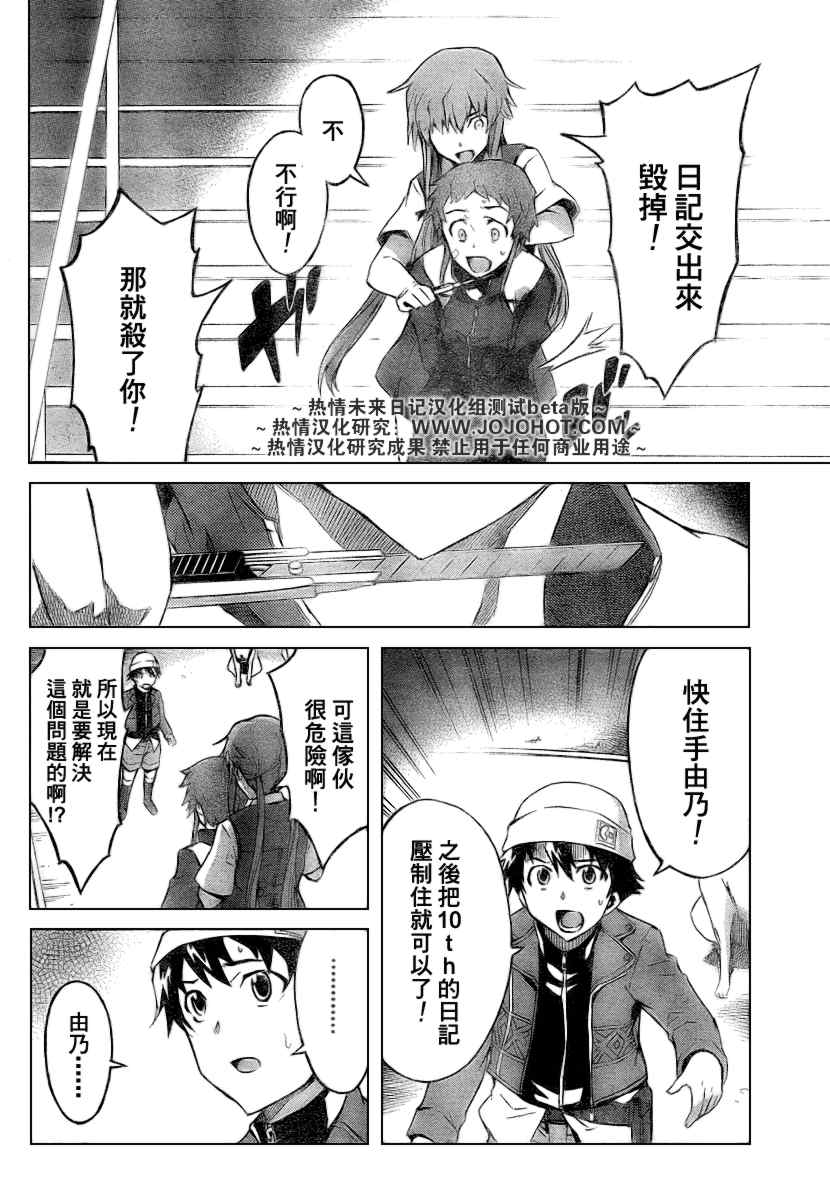 日記交出來
毀掉！
不
不行啊！
那就殺了你！
~ 热情未来日记汉化组测试beta版 ~
~ 热情汉化研究！ WWW.JOJOHOT.COM ~
~ 热情汉化研究成果 禁止用于任何商业用途 ~
快住手由乃！
之後把10th的日記
壓制住就可以了！
可這傢伙
很危險啊！
所以現在
就是要解決
這個問題的啊!?
…………
由乃……